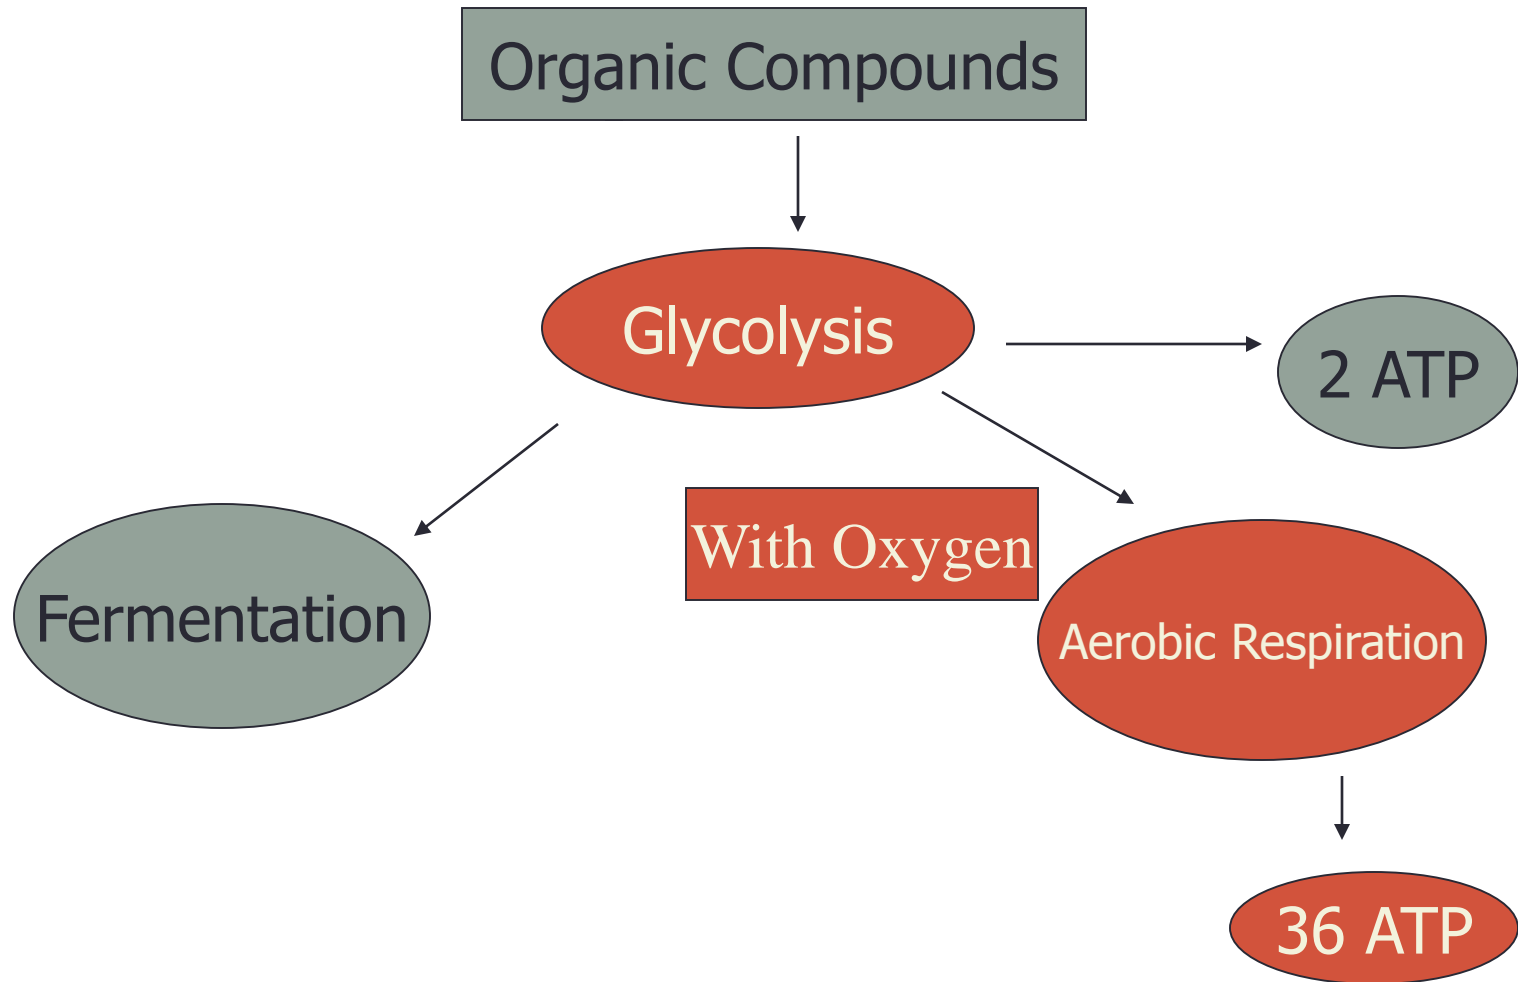 Organic Compounds
Glycolysis
2 ATP
With Oxygen
Fermentation
Aerobic Respiration
36 ATP